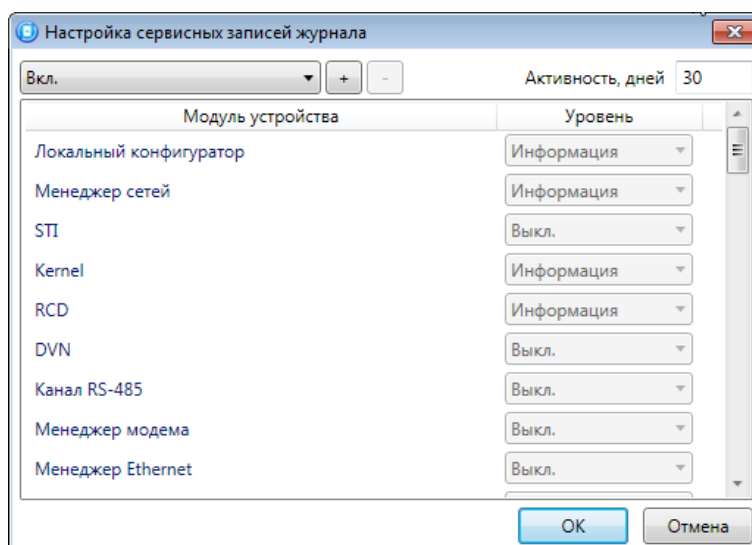 Настройка сервисных записей журнала
Вкл. + - Активность, дней 30
Модуль устройства Уровень
Локальный конфигуратор Информация
Менеджер сетей Информация
STI Выкл.
Kernel Информация
RCD Информация
DVN Выкл.
Канал RS-485 Выкл.
Менеджер модема Выкл.
Менеджер Ethernet Выкл.
OK Отмена